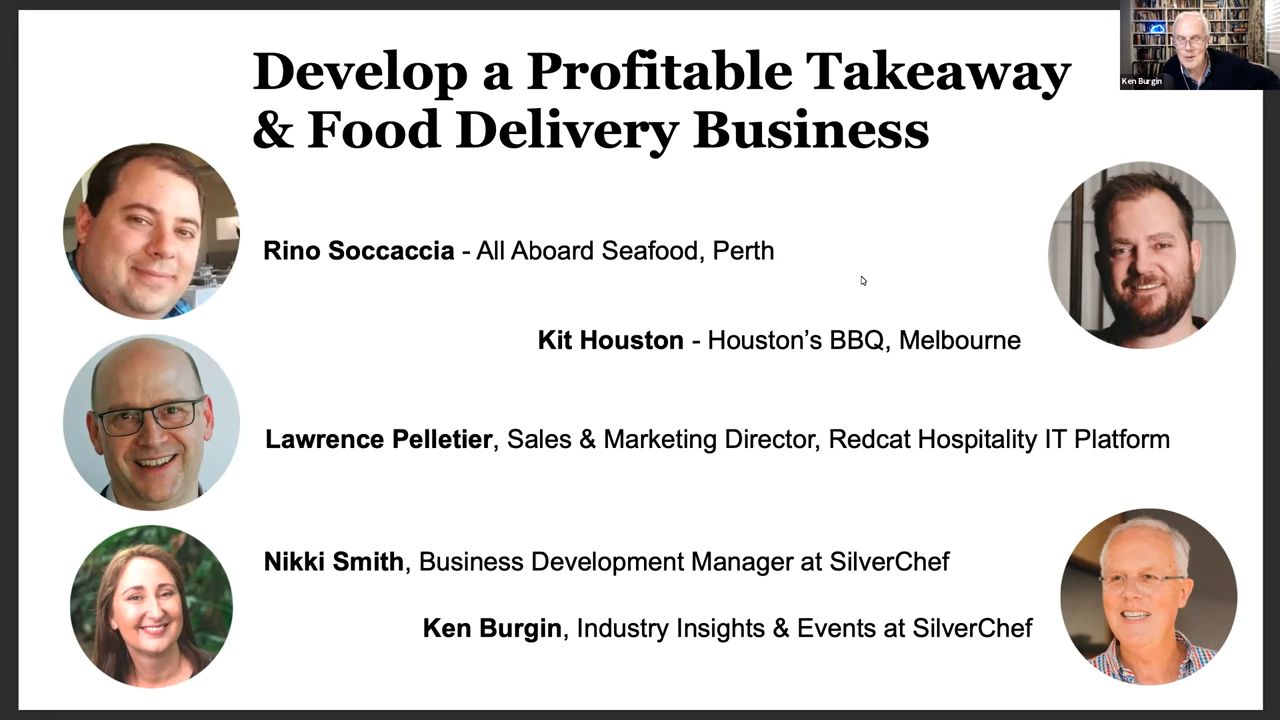 Develop a Profitable Takeaway
& Food Delivery Business
Ken Burgin
Rino Soccaccia - All Aboard Seafood, Perth
Kit Houston - Houston’s BBQ, Melbourne
Lawrence Pelletier, Sales & Marketing Director, Redcat Hospitality IT Platform
Nikki Smith, Business Development Manager at SilverChef
Ken Burgin, Industry Insights & Events at SilverChef